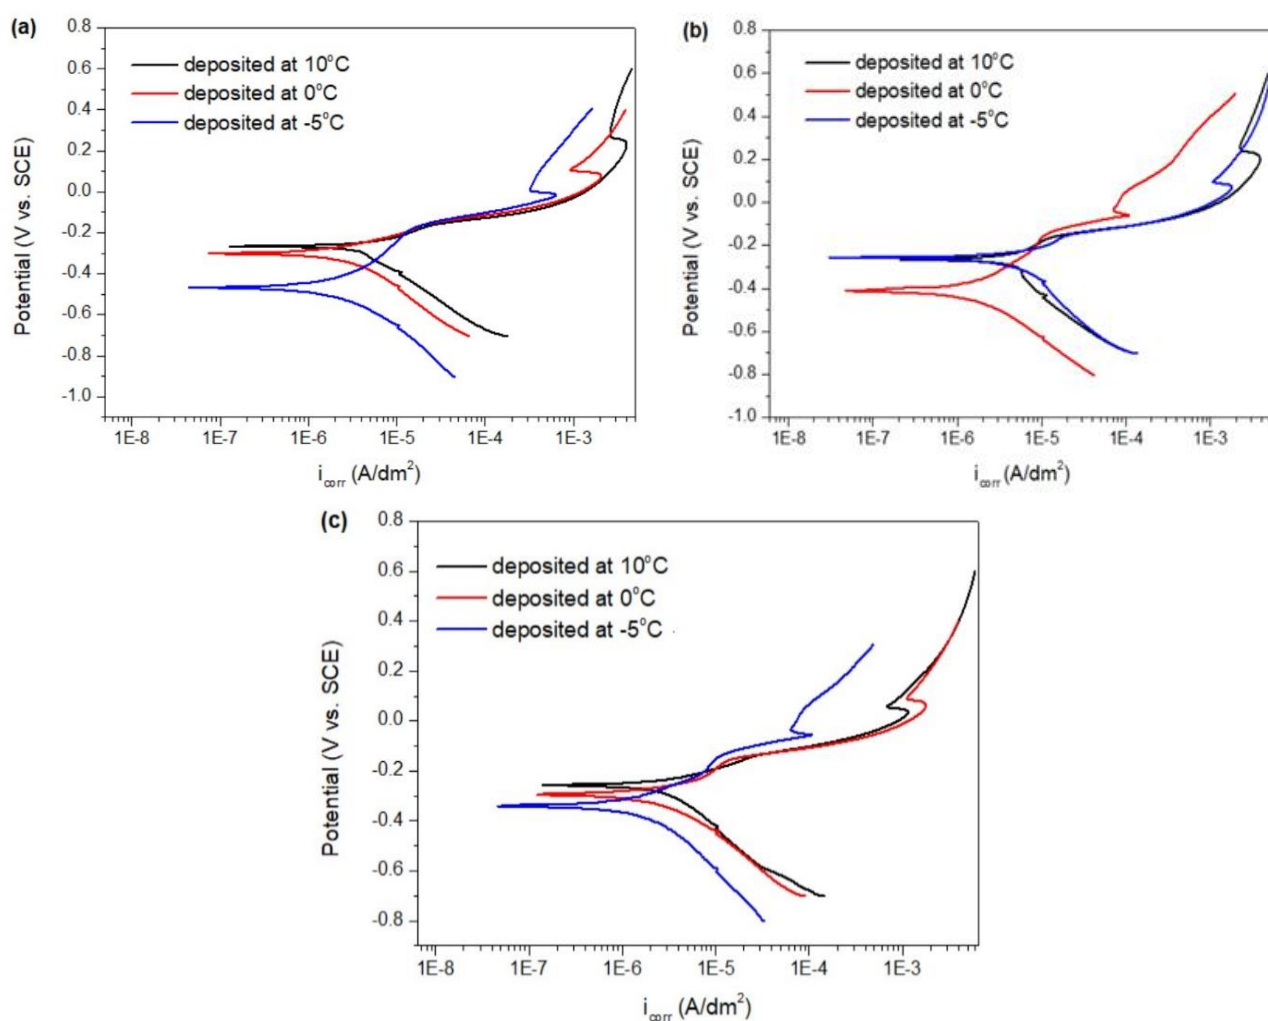 (a)
0.8
0.6
0.4
0.2
0.0
-0.2
-0.4
-0.6
-0.8
-1.0
Potential (V vs. SCE)
deposited at 10°C
deposited at 0°C
deposited at -5°C
1E-8 1E-7 1E-6 1E-5 1E-4 1E-3
i_corr (A/dm²)
(b)
0.8
0.6
0.4
0.2
0.0
-0.2
-0.4
-0.6
-0.8
-1.0
Potential (V vs. SCE)
deposited at 10°C
deposited at 0°C
deposited at -5°C
1E-8 1E-7 1E-6 1E-5 1E-4 1E-3
i_corr (A/dm²)
(c)
0.8
0.6
0.4
0.2
0.0
-0.2
-0.4
-0.6
-0.8
Potential (V vs. SCE)
deposited at 10°C
deposited at 0°C
deposited at -5°C
1E-8 1E-7 1E-6 1E-5 1E-4 1E-3
i_corr (A/dm²)